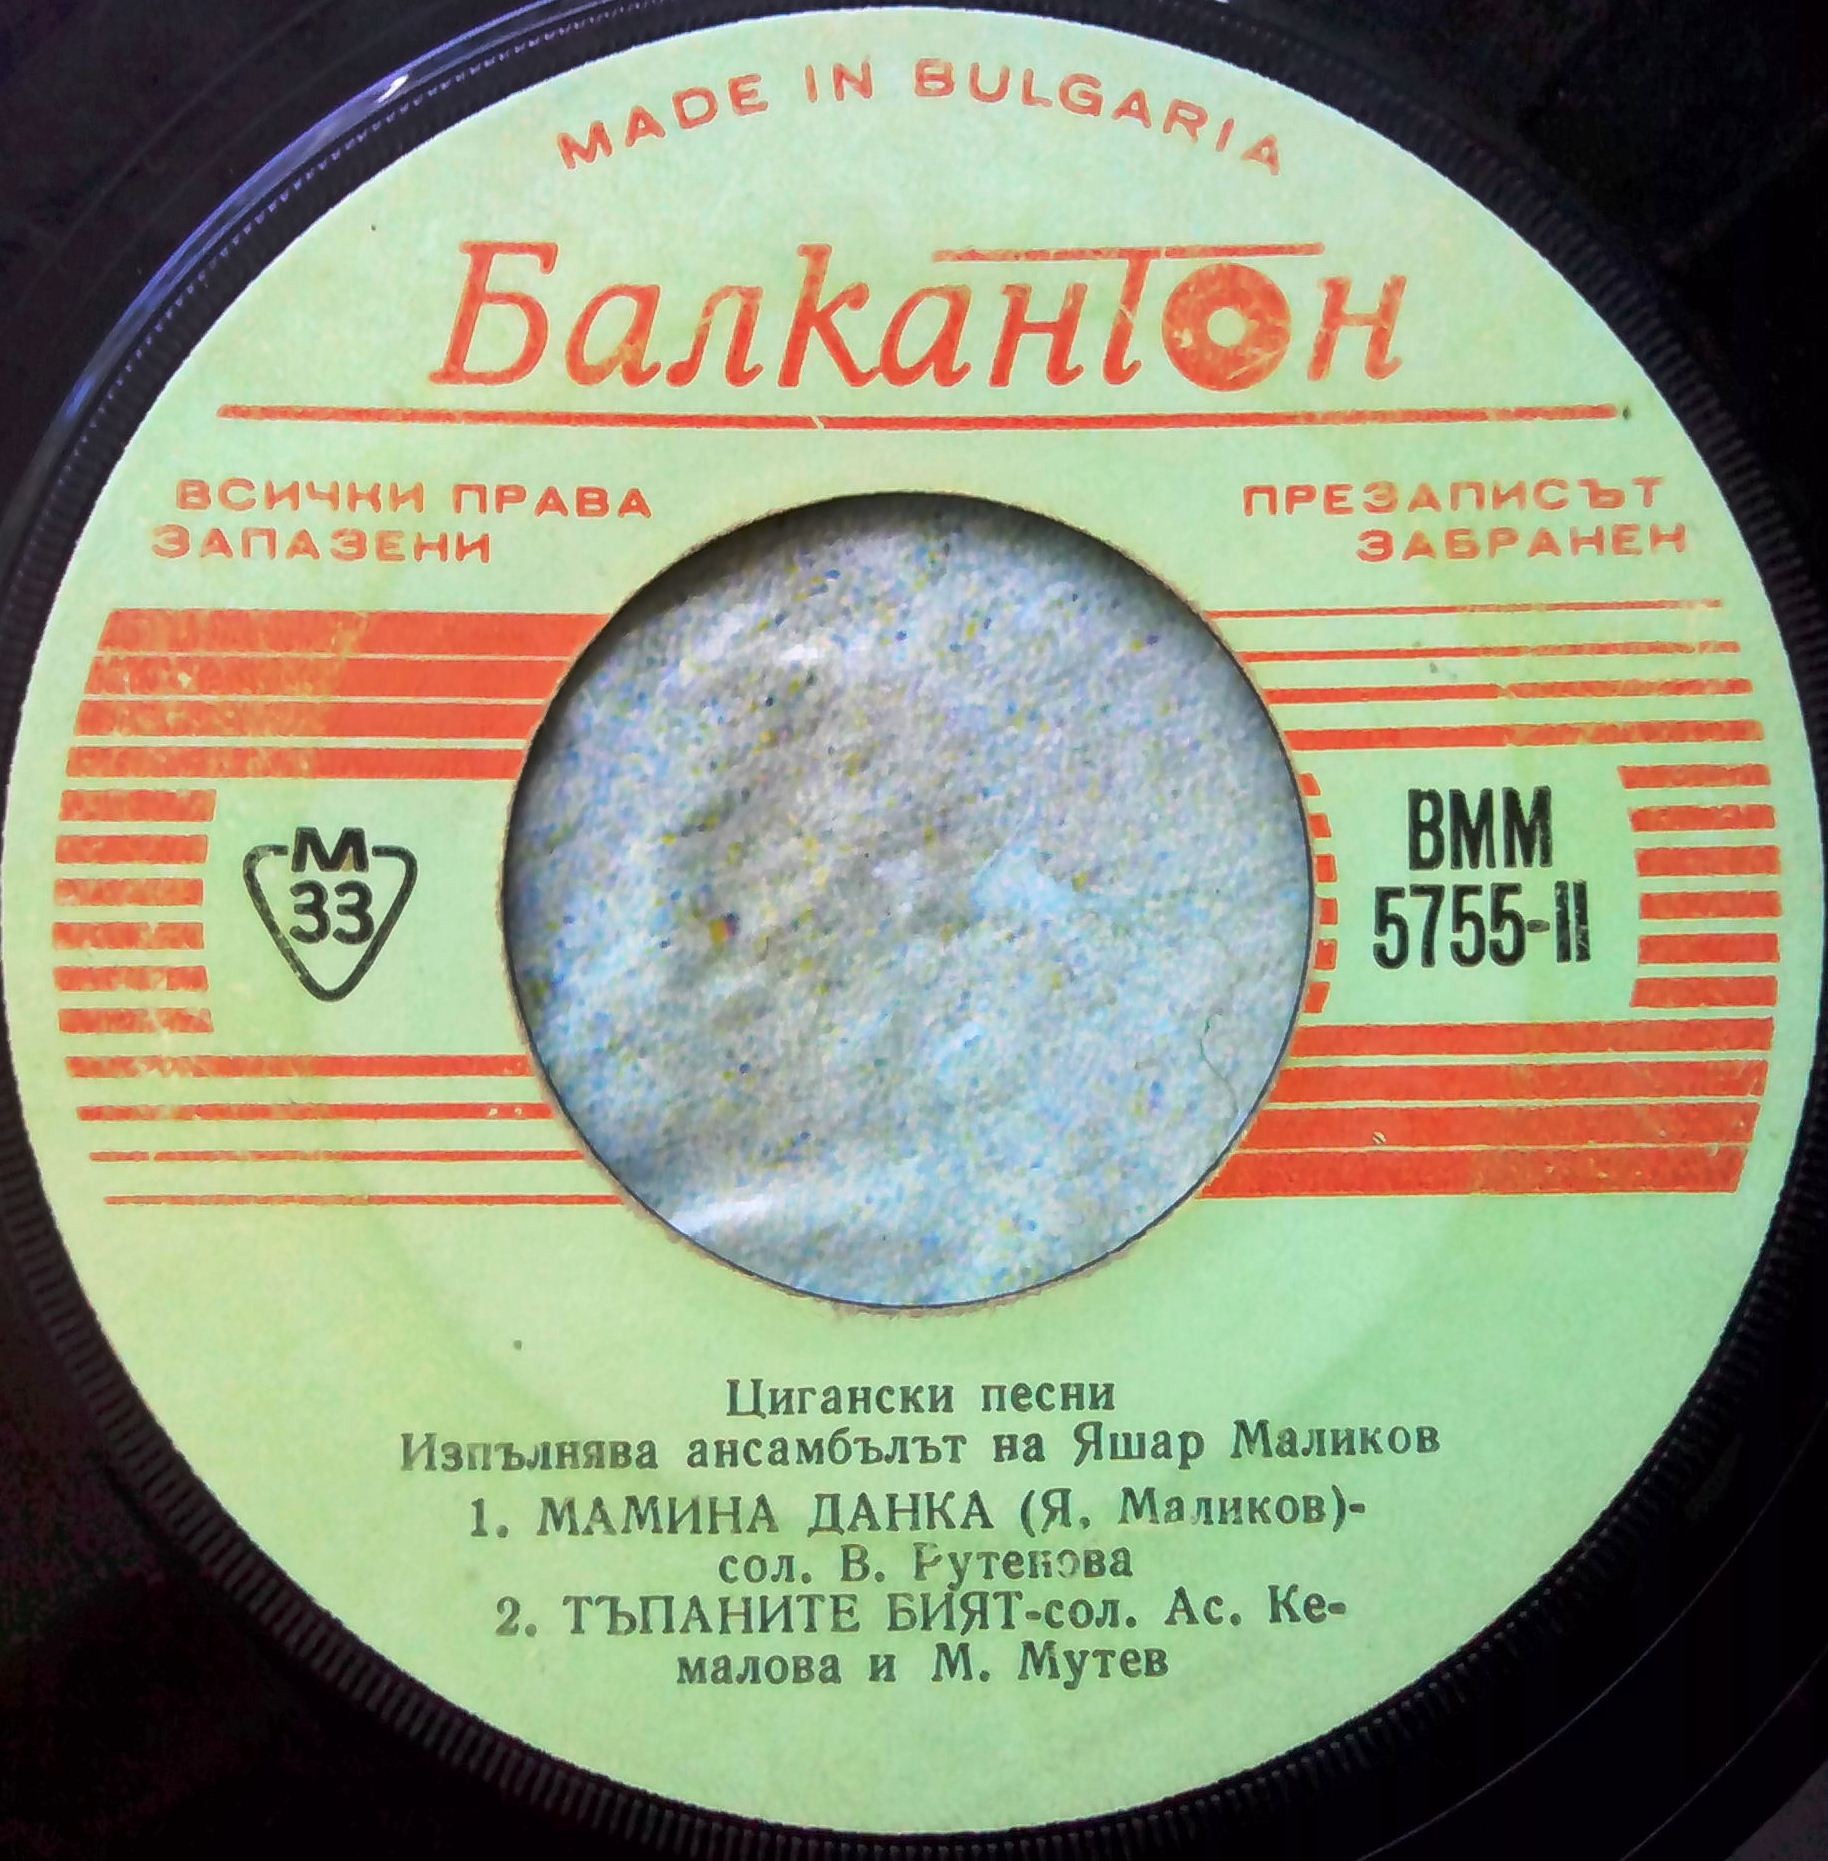 MADE IN BULGARIA
Балкантон
ВСИЧКИ ПРАВА
ЗАПАЗЕНИ
ПРЕЗАПИСЪТ
ЗАБРАНЕН
М
33
ВММ
5755-II
Цигански песни
Изпълнява ансамбълът на Яшар Маликов
1. МАМИНА ДАНКА (Я. Маликов)-
сол. В. Рутенова
2. ТЪПАНИТЕ БИЯТ-сол. Ас. Ке-
малова и М. Мутев